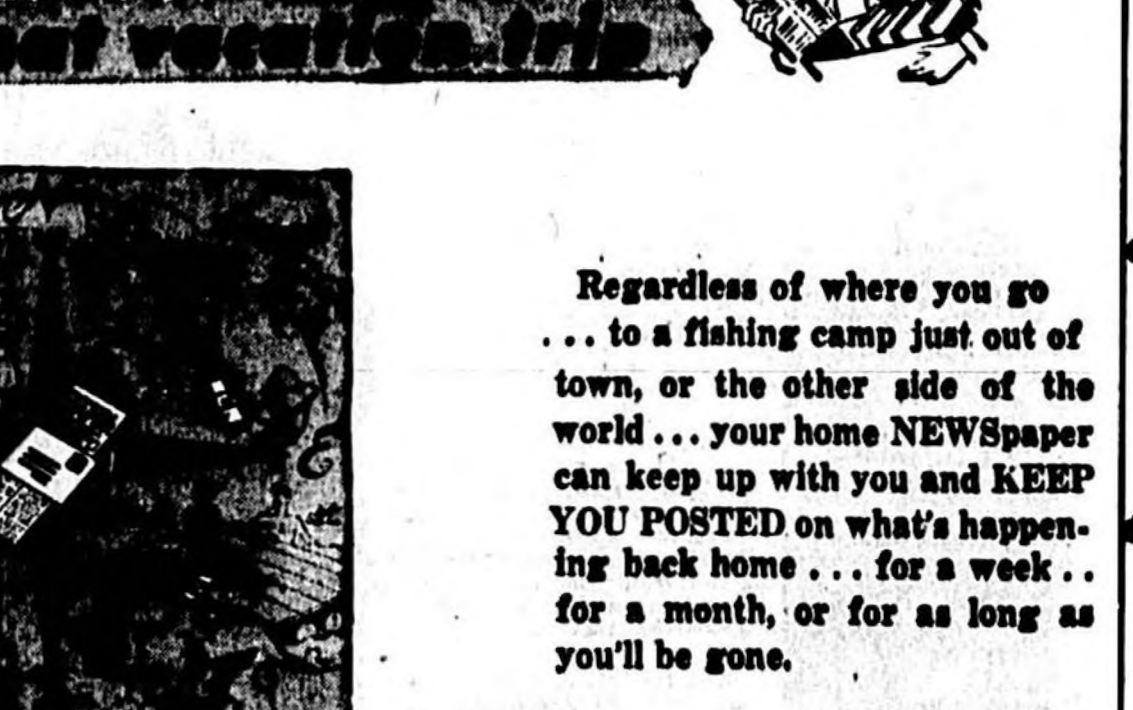 vacation trip
Regardless of where you go
... to a fishing camp just out of
town, or the other side of the
world ... your home NEWSpaper
can keep up with you and KEEP
YOU POSTED on what's happen-
ing back home ... for a week ..
for a month, or for as long as
you'll be gone.